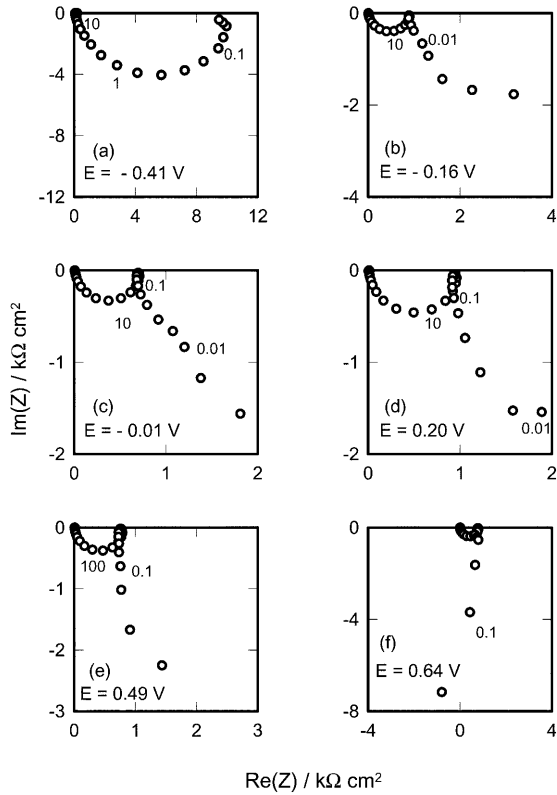 0
-4
-8
-12
0 4 8 12
10
1
0.1
(a)
E = - 0.41 V
0
-2
-4
0 2 4
10
0.01
(b)
E = - 0.16 V
0
-1
-2
0 1 2
0.1
10
0.01
(c)
E = - 0.01 V
0
-1
-2
0 1 2
0.1
10
0.01
(d)
E = 0.20 V
0
-1
-2
-3
0 1 2 3
100
0.1
(e)
E = 0.49 V
0
-4
-8
-4 0 4
0.1
(f)
E = 0.64 V
Im(Z) / kΩ cm²
Re(Z) / kΩ cm²